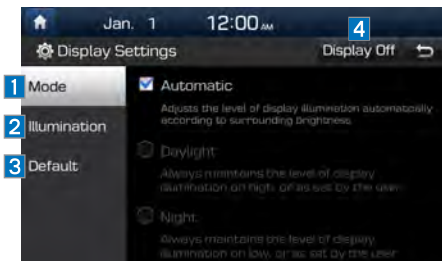 Jan. 1 12:00 AM
4
Display Settings Display Off
1 Mode
Automatic
Adjusts the level of display illumination automatically
according to surrounding brightness.
2 Illumination
Daylight
3 Default
Always maintains the level of display
illumination on high, or as set by the user.
Night
Always maintains the level of display
illumination on low, or as set by the user